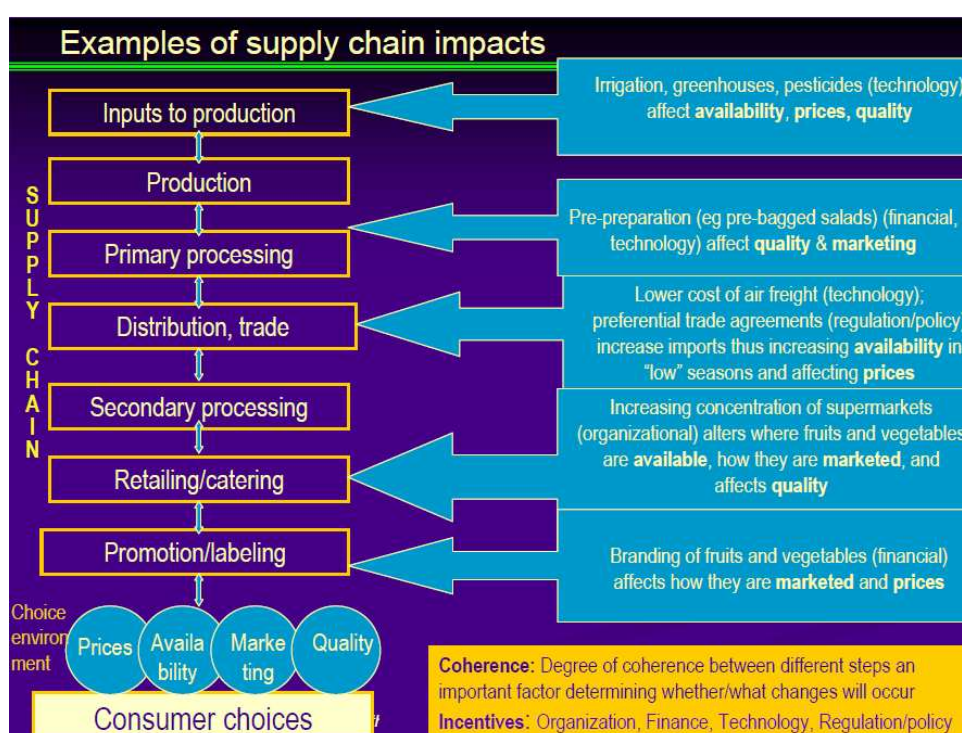 Examples of supply chain impacts
SUPPLY CHAIN
Inputs to production
Production
Primary processing
Distribution, trade
Secondary processing
Retailing/catering
Promotion/labeling
Irrigation, greenhouses, pesticides (technology)
affect availability, prices, quality
Pre-preparation (eg pre-bagged salads) (financial,
technology) affect quality & marketing
Lower cost of air freight (technology);
preferential trade agreements (regulation/policy)
increase imports thus increasing availability in
“low” seasons and affecting prices
Increasing concentration of supermarkets
(organizational) alters where fruits and vegetables
are available, how they are marketed, and
affects quality
Branding of fruits and vegetables (financial)
affects how they are marketed and prices
Choice
environ
ment
Prices
Availa
bility
Marke
ting
Quality
Consumer choices
Coherence: Degree of coherence between different steps an
important factor determining whether/what changes will occur
Incentives: Organization, Finance, Technology, Regulation/policy